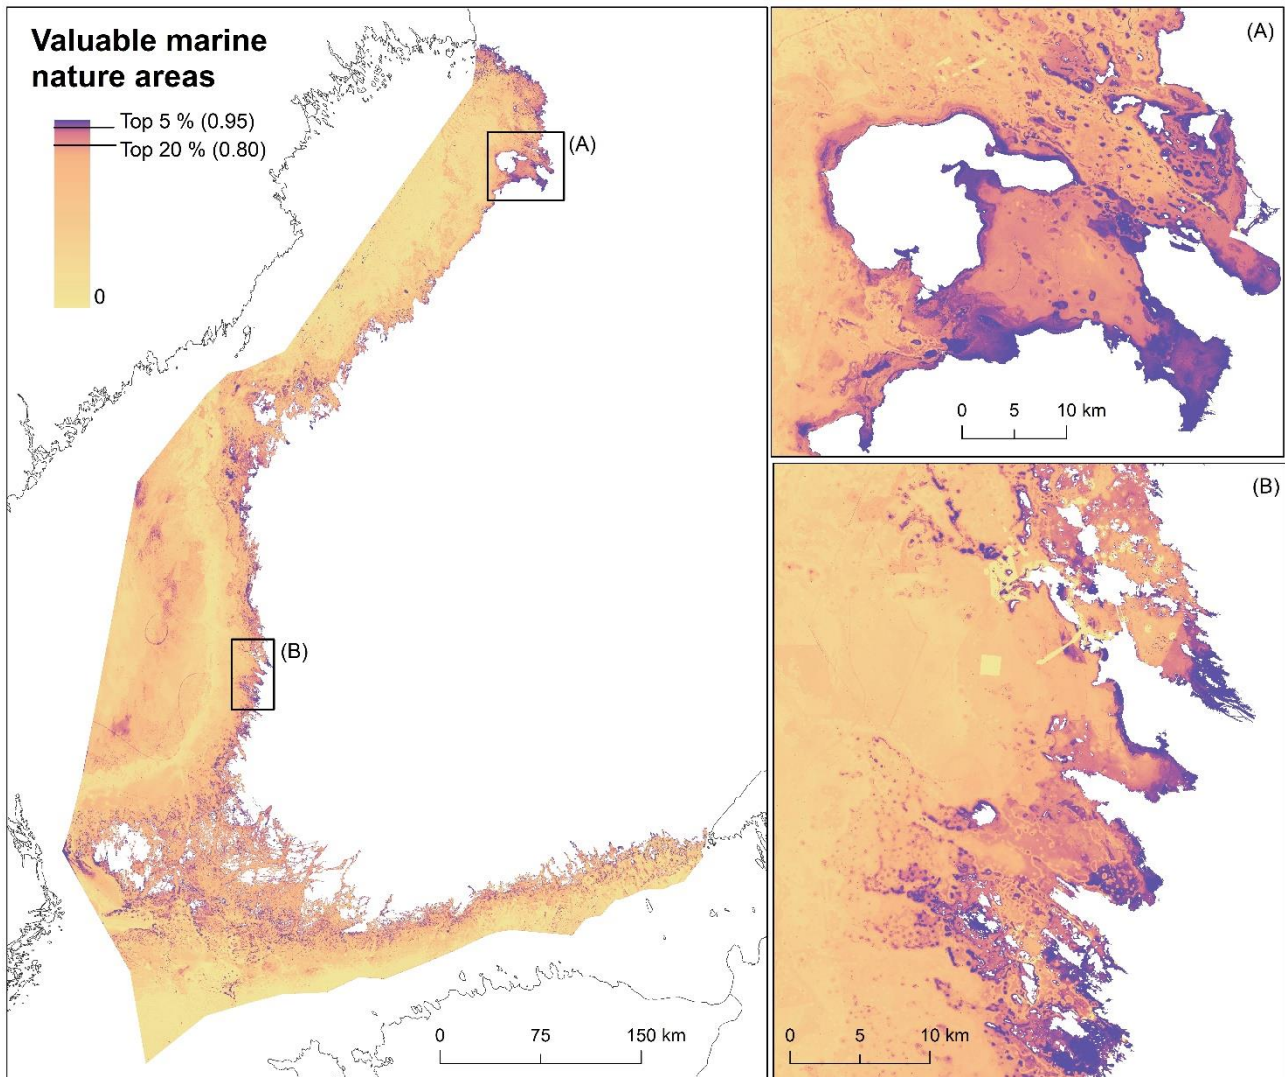 Valuable marine
nature areas
Top 5 % (0.95)
Top 20 % (0.80)
0
(A)
(B)
0 75 150 km
(A)
0 5 10 km
(B)
0 5 10 km